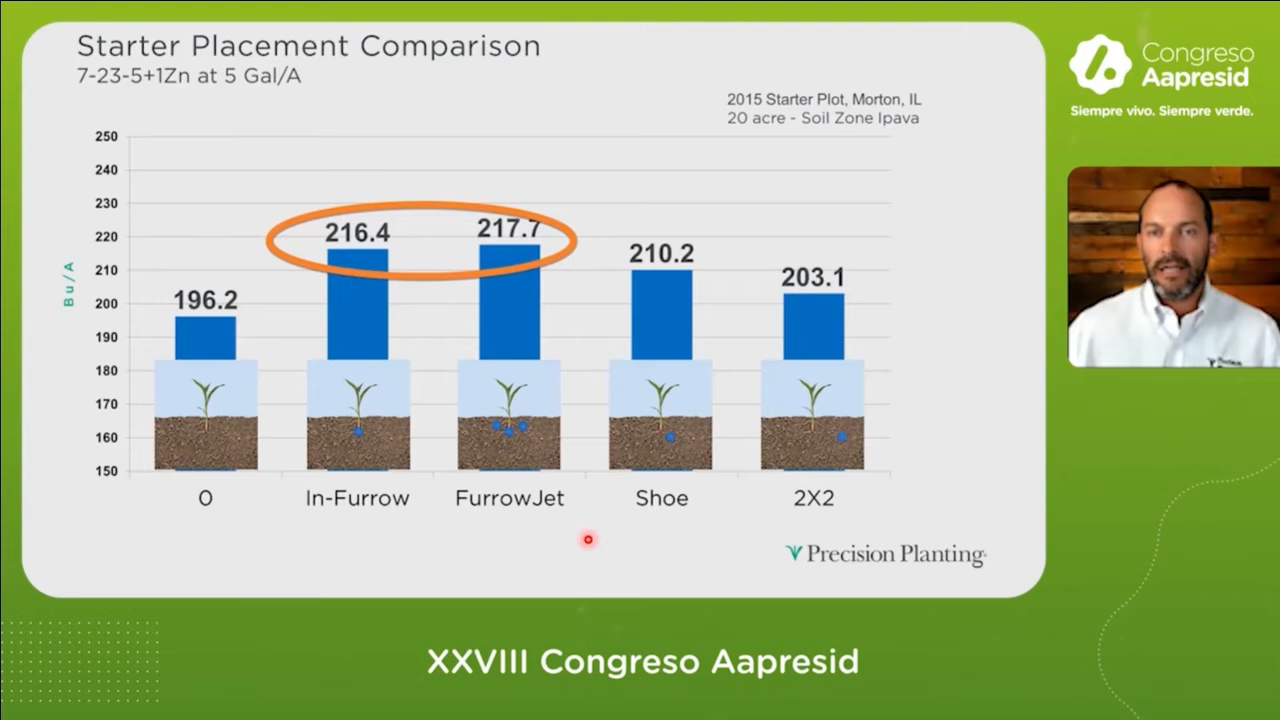 Starter Placement Comparison
7-23-5+1Zn at 5 Gal/A
2015 Starter Plot, Morton, IL
20 acre - Soil Zone Ipava
250
240
230
220
210
200
190
180
170
160
150
Bu/A
196.2
216.4
217.7
210.2
203.1
0
In-Furrow
FurrowJet
Shoe
2X2
Precision Planting
Congreso
Aapresid
Siempre vivo. Siempre verde.
XXVIII Congreso Aapresid